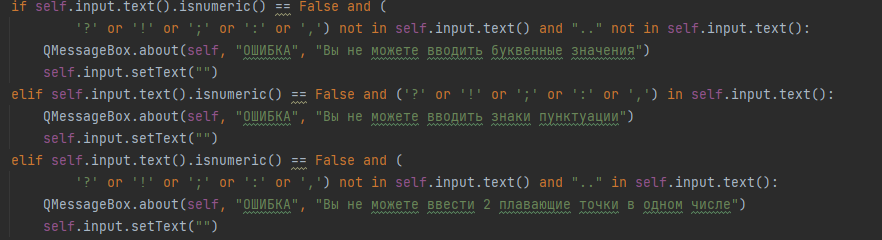 if self.input.text().isnumeric() == False and (
'?' or '!' or ';' or ':' or ',') not in self.input.text() and ".." not in self.input.text():
QMessageBox.about(self, "ОШИБКА", "Вы не можете вводить буквенные значения")
self.input.setText("")
elif self.input.text().isnumeric() == False and ('?' or '!' or ';' or ':' or ',') in self.input.text():
QMessageBox.about(self, "ОШИБКА", "Вы не можете вводить знаки пунктуации")
self.input.setText("")
elif self.input.text().isnumeric() == False and (
'?' or '!' or ';' or ':' or ',') not in self.input.text() and ".." in self.input.text():
QMessageBox.about(self, "ОШИБКА", "Вы не можете ввести 2 плавающие точки в одном числе")
self.input.setText("")